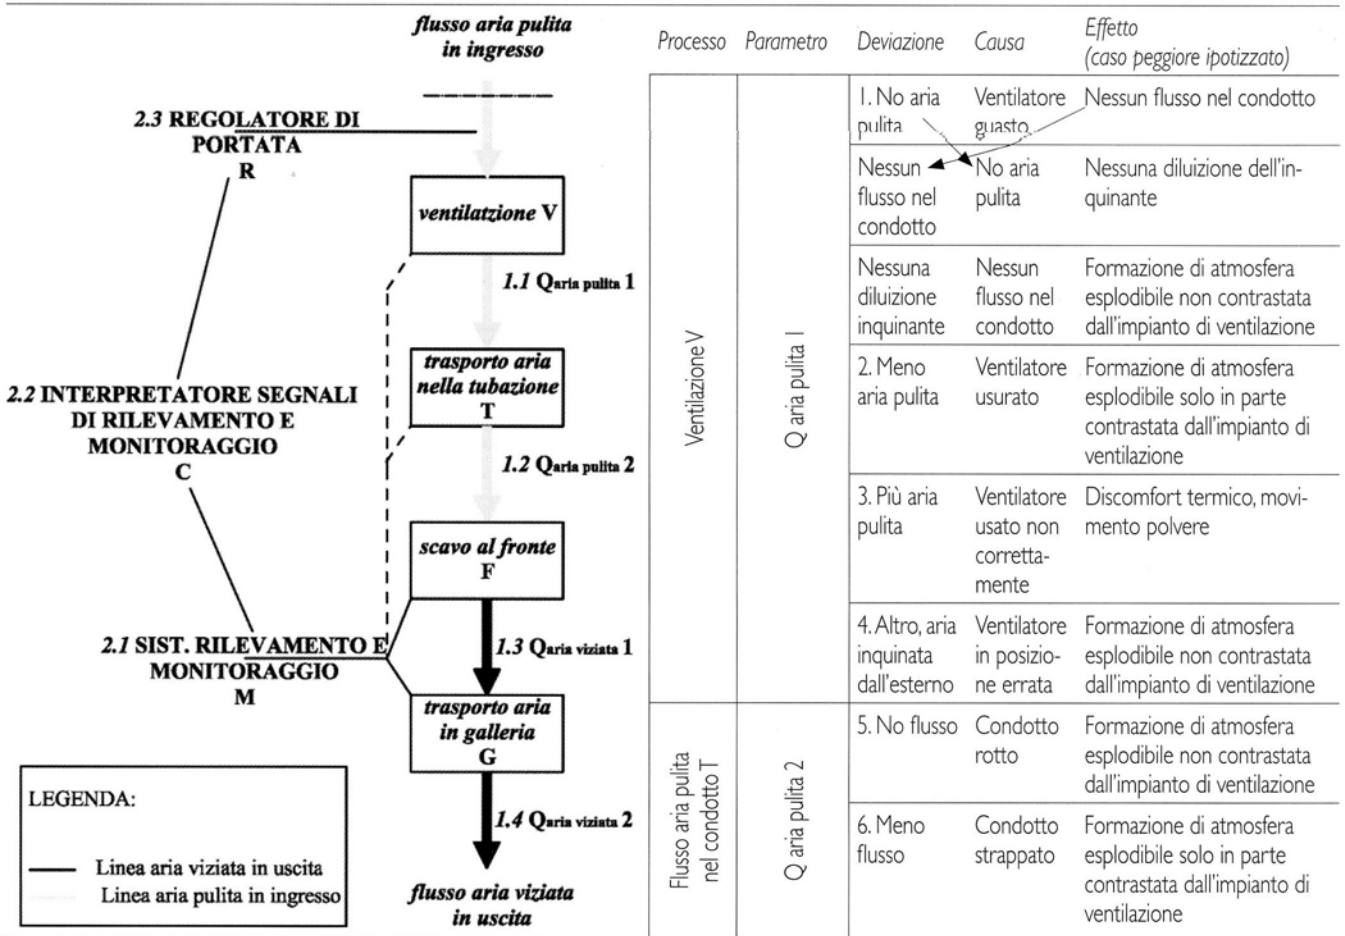 flusso aria pulita
in ingresso
2.3 REGOLATORE DI
PORTATA
R
ventilatzione V
1.1 Qaria pulita 1
trasporto aria
nella tubazione
T
2.2 INTERPRETATORE SEGNALI
DI RILEVAMENTO E
MONITORAGGIO
C
1.2 Qaria pulita 2
scavo al fronte
F
2.1 SIST. RILEVAMENTO E
MONITORAGGIO
M
1.3 Qaria viziata 1
trasporto aria
in galleria
G
1.4 Qaria viziata 2
flusso aria viziata
in uscita
LEGENDA:
Linea aria viziata in uscita
Linea aria pulita in ingresso
Processo Parametro Deviazione Causa Effetto
(caso peggiore ipotizzato)
Ventilazione V
Q aria pulita 1
1. No aria
pulita
Ventilatore
guasto
Nessun flusso nel condotto
Nessun
flusso nel
condotto
No aria
pulita
Nessuna diluizione dell'in-
quinante
Nessuna
diluizione
inquinante
Nessun
flusso nel
condotto
Formazione di atmosfera
esplodibile non contrastata
dall'impianto di ventilazione
2. Meno
aria pulita
Ventilatore
usurato
Formazione di atmosfera
esplodibile solo in parte
contrastata dall'impianto di
ventilazione
3. Più aria
pulita
Ventilatore
usato non
corretta-
mente
Discomfort termico, movi-
mento polvere
4. Altro, aria
inquinata
dall'esterno
Ventilatore
in posizio-
ne errata
Formazione di atmosfera
esplodibile non contrastata
dall'impianto di ventilazione
Flusso aria pulita
nel condotto T
Q aria pulita 2
5. No flusso
Condotto
rotto
Formazione di atmosfera
esplodibile non contrastata
dall'impianto di ventilazione
6. Meno
flusso
Condotto
strappato
Formazione di atmosfera
esplodibile solo in parte
contrastata dall'impianto di
ventilazione